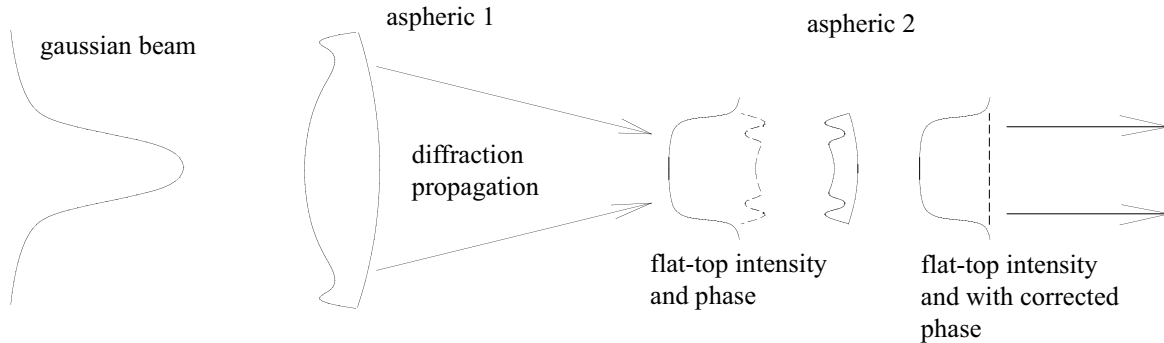 aspheric 1
aspheric 2
gaussian beam
diffraction
propagation
flat-top intensity
and phase
flat-top intensity
and with corrected
phase